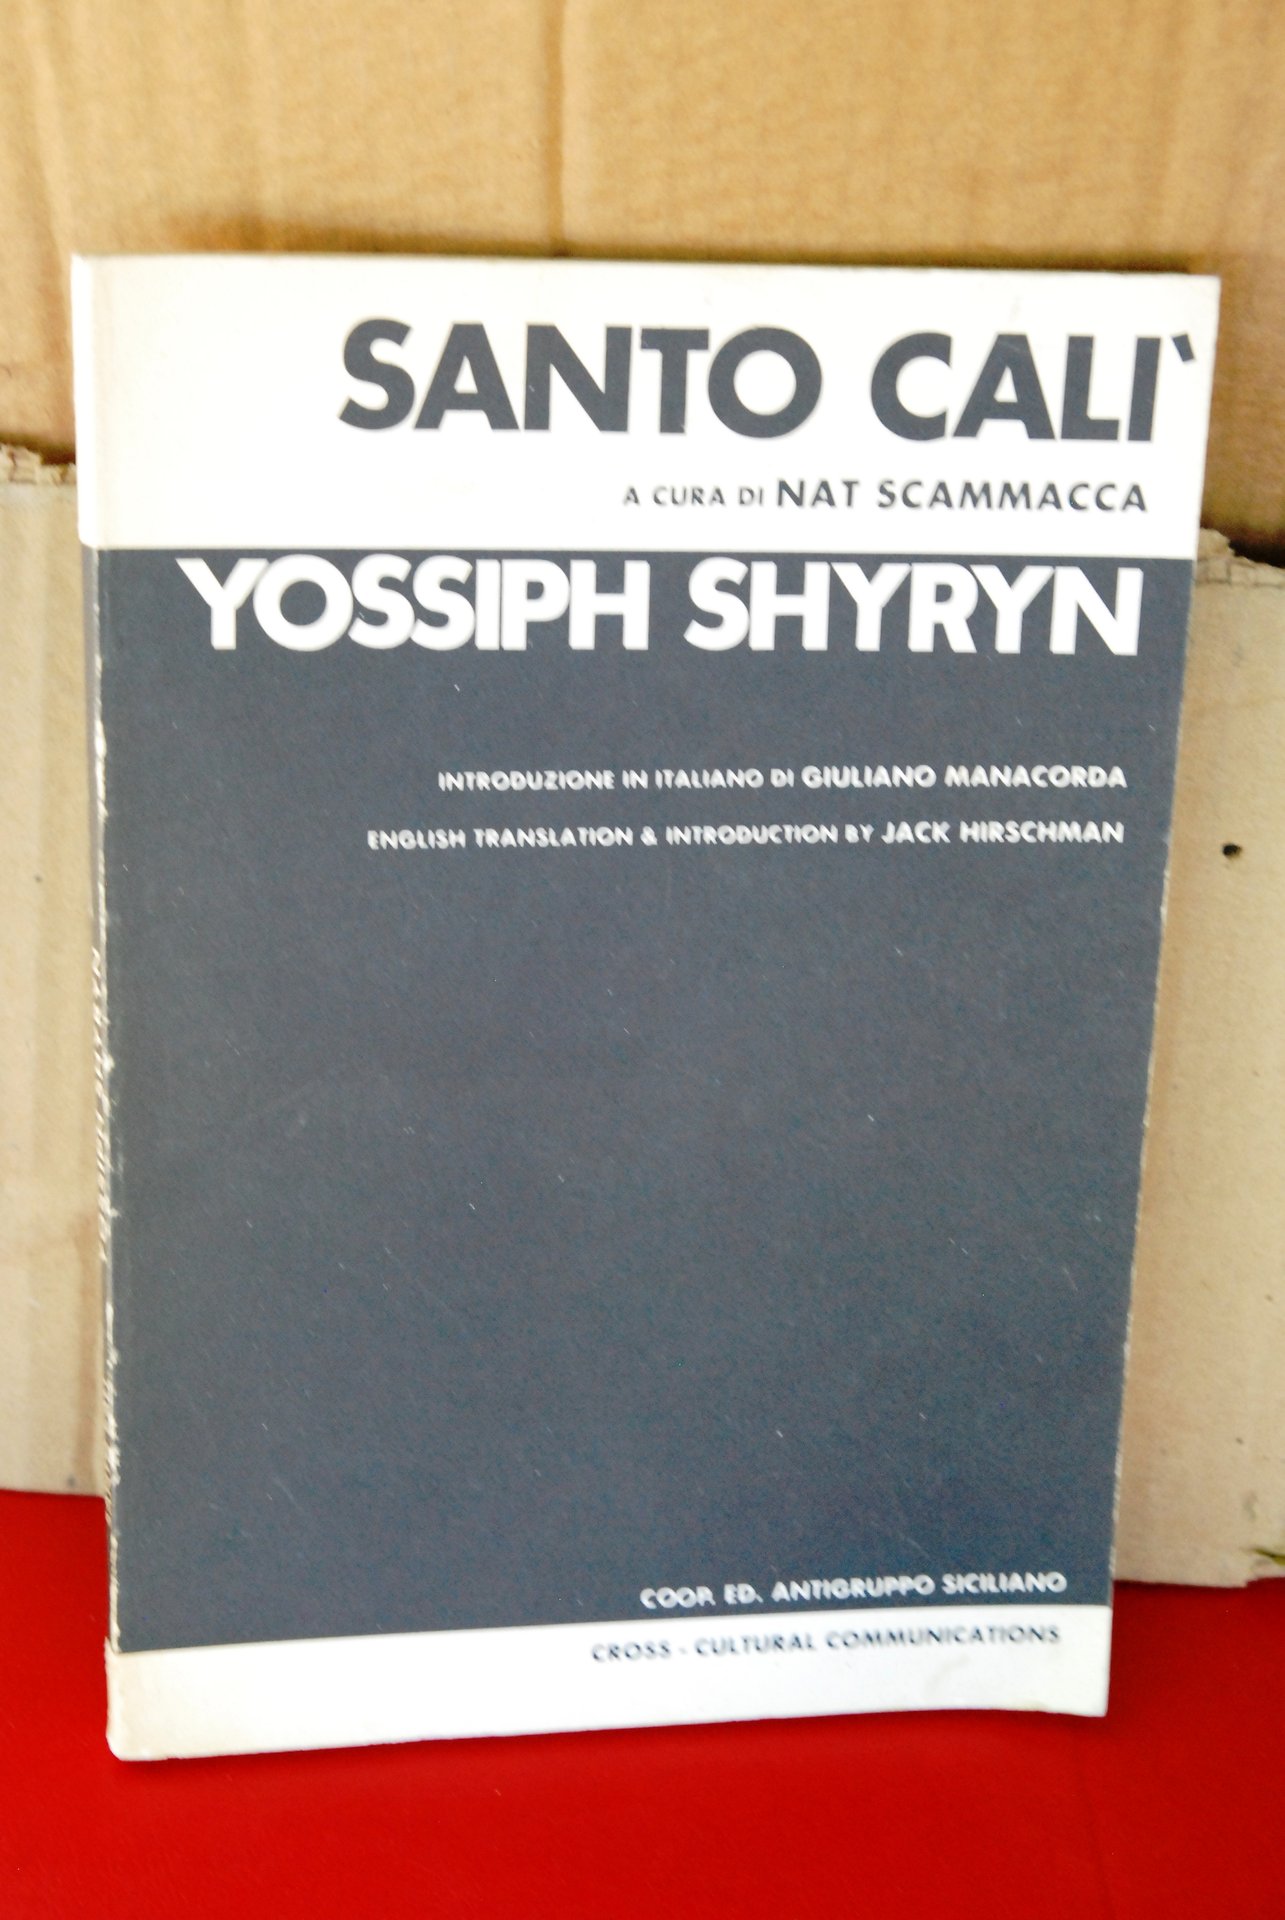 SANTO CALI`
A CURA DI NAT SCAMMACCA
YOSSIPH SHYRYN
INTRODUZIONE IN ITALIANO DI GIULIANO MANACORDA
ENGLISH TRANSLATION & INTRODUCTION BY JACK HIRSCHMAN
COOP. ED. ANTIGRUPPO SICILIANO
CROSS - CULTURAL COMMUNICATIONS